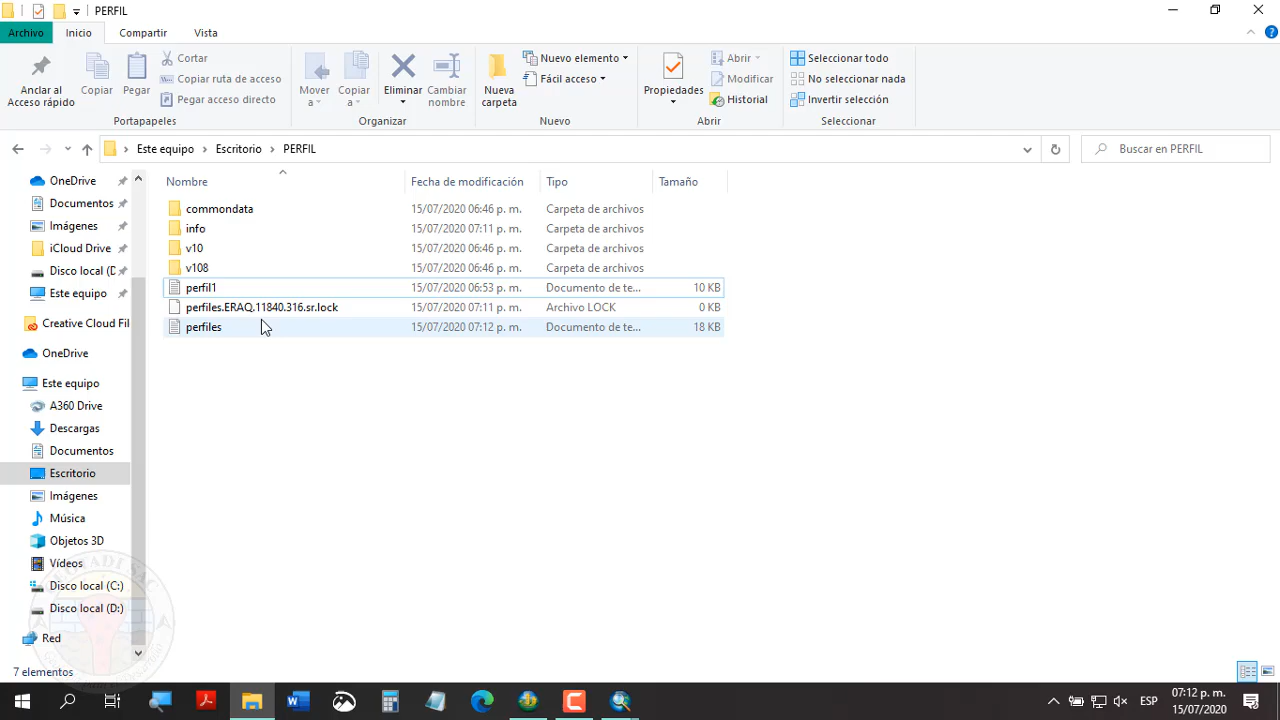 PERFIL
Archivo Inicio Compartir Vista
Anclar al Acceso rápido
Copiar
Pegar
Cortar
Copiar ruta de acceso
Pegar acceso directo
Portapapeles
Mover a
Copiar a
Eliminar
Cambiar nombre
Organizar
Nueva carpeta
Nuevo elemento
Fácil acceso
Nuevo
Propiedades
Abrir
Modificar
Historial
Abrir
Seleccionar todo
No seleccionar nada
Invertir selección
Seleccionar
Este equipo > Escritorio > PERFIL
Buscar en PERFIL
OneDrive
Documentos
Imágenes
iCloud Drive
Disco local (D
Este equipo
Creative Cloud Fil
OneDrive
Este equipo
A360 Drive
Descargas
Documentos
Escritorio
Imágenes
Música
Objetos 3D
Vídeos
Disco local (C:)
Disco local (D:)
Red
Nombre Fecha de modificación Tipo Tamaño
commondata 15/07/2020 06:46 p. m. Carpeta de archivos
info 15/07/2020 07:11 p. m. Carpeta de archivos
v10 15/07/2020 06:46 p. m. Carpeta de archivos
v108 15/07/2020 06:46 p. m. Carpeta de archivos
perfil1 15/07/2020 06:53 p. m. Documento de te... 10 KB
perfiles.ERAQ.11840.316.sr.lock 15/07/2020 07:11 p. m. Archivo LOCK 0 KB
perfiles 15/07/2020 07:12 p. m. Documento de te... 18 KB
7 elementos
ESP
07:12 p. m.
15/07/2020